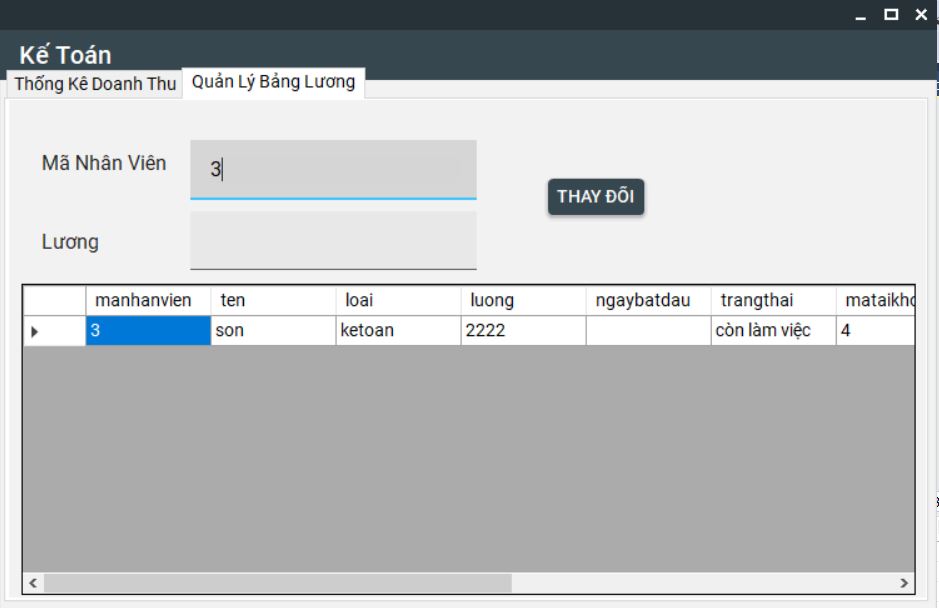 Kế Toán
Thống Kê Doanh Thu Quản Lý Bảng Lương
Mã Nhân Viên 3
THAY ĐỔI
Lương
manhanvien ten loai luong ngaybatdau trangthai mataikho
3 son ketoan 2222 còn làm việc 4